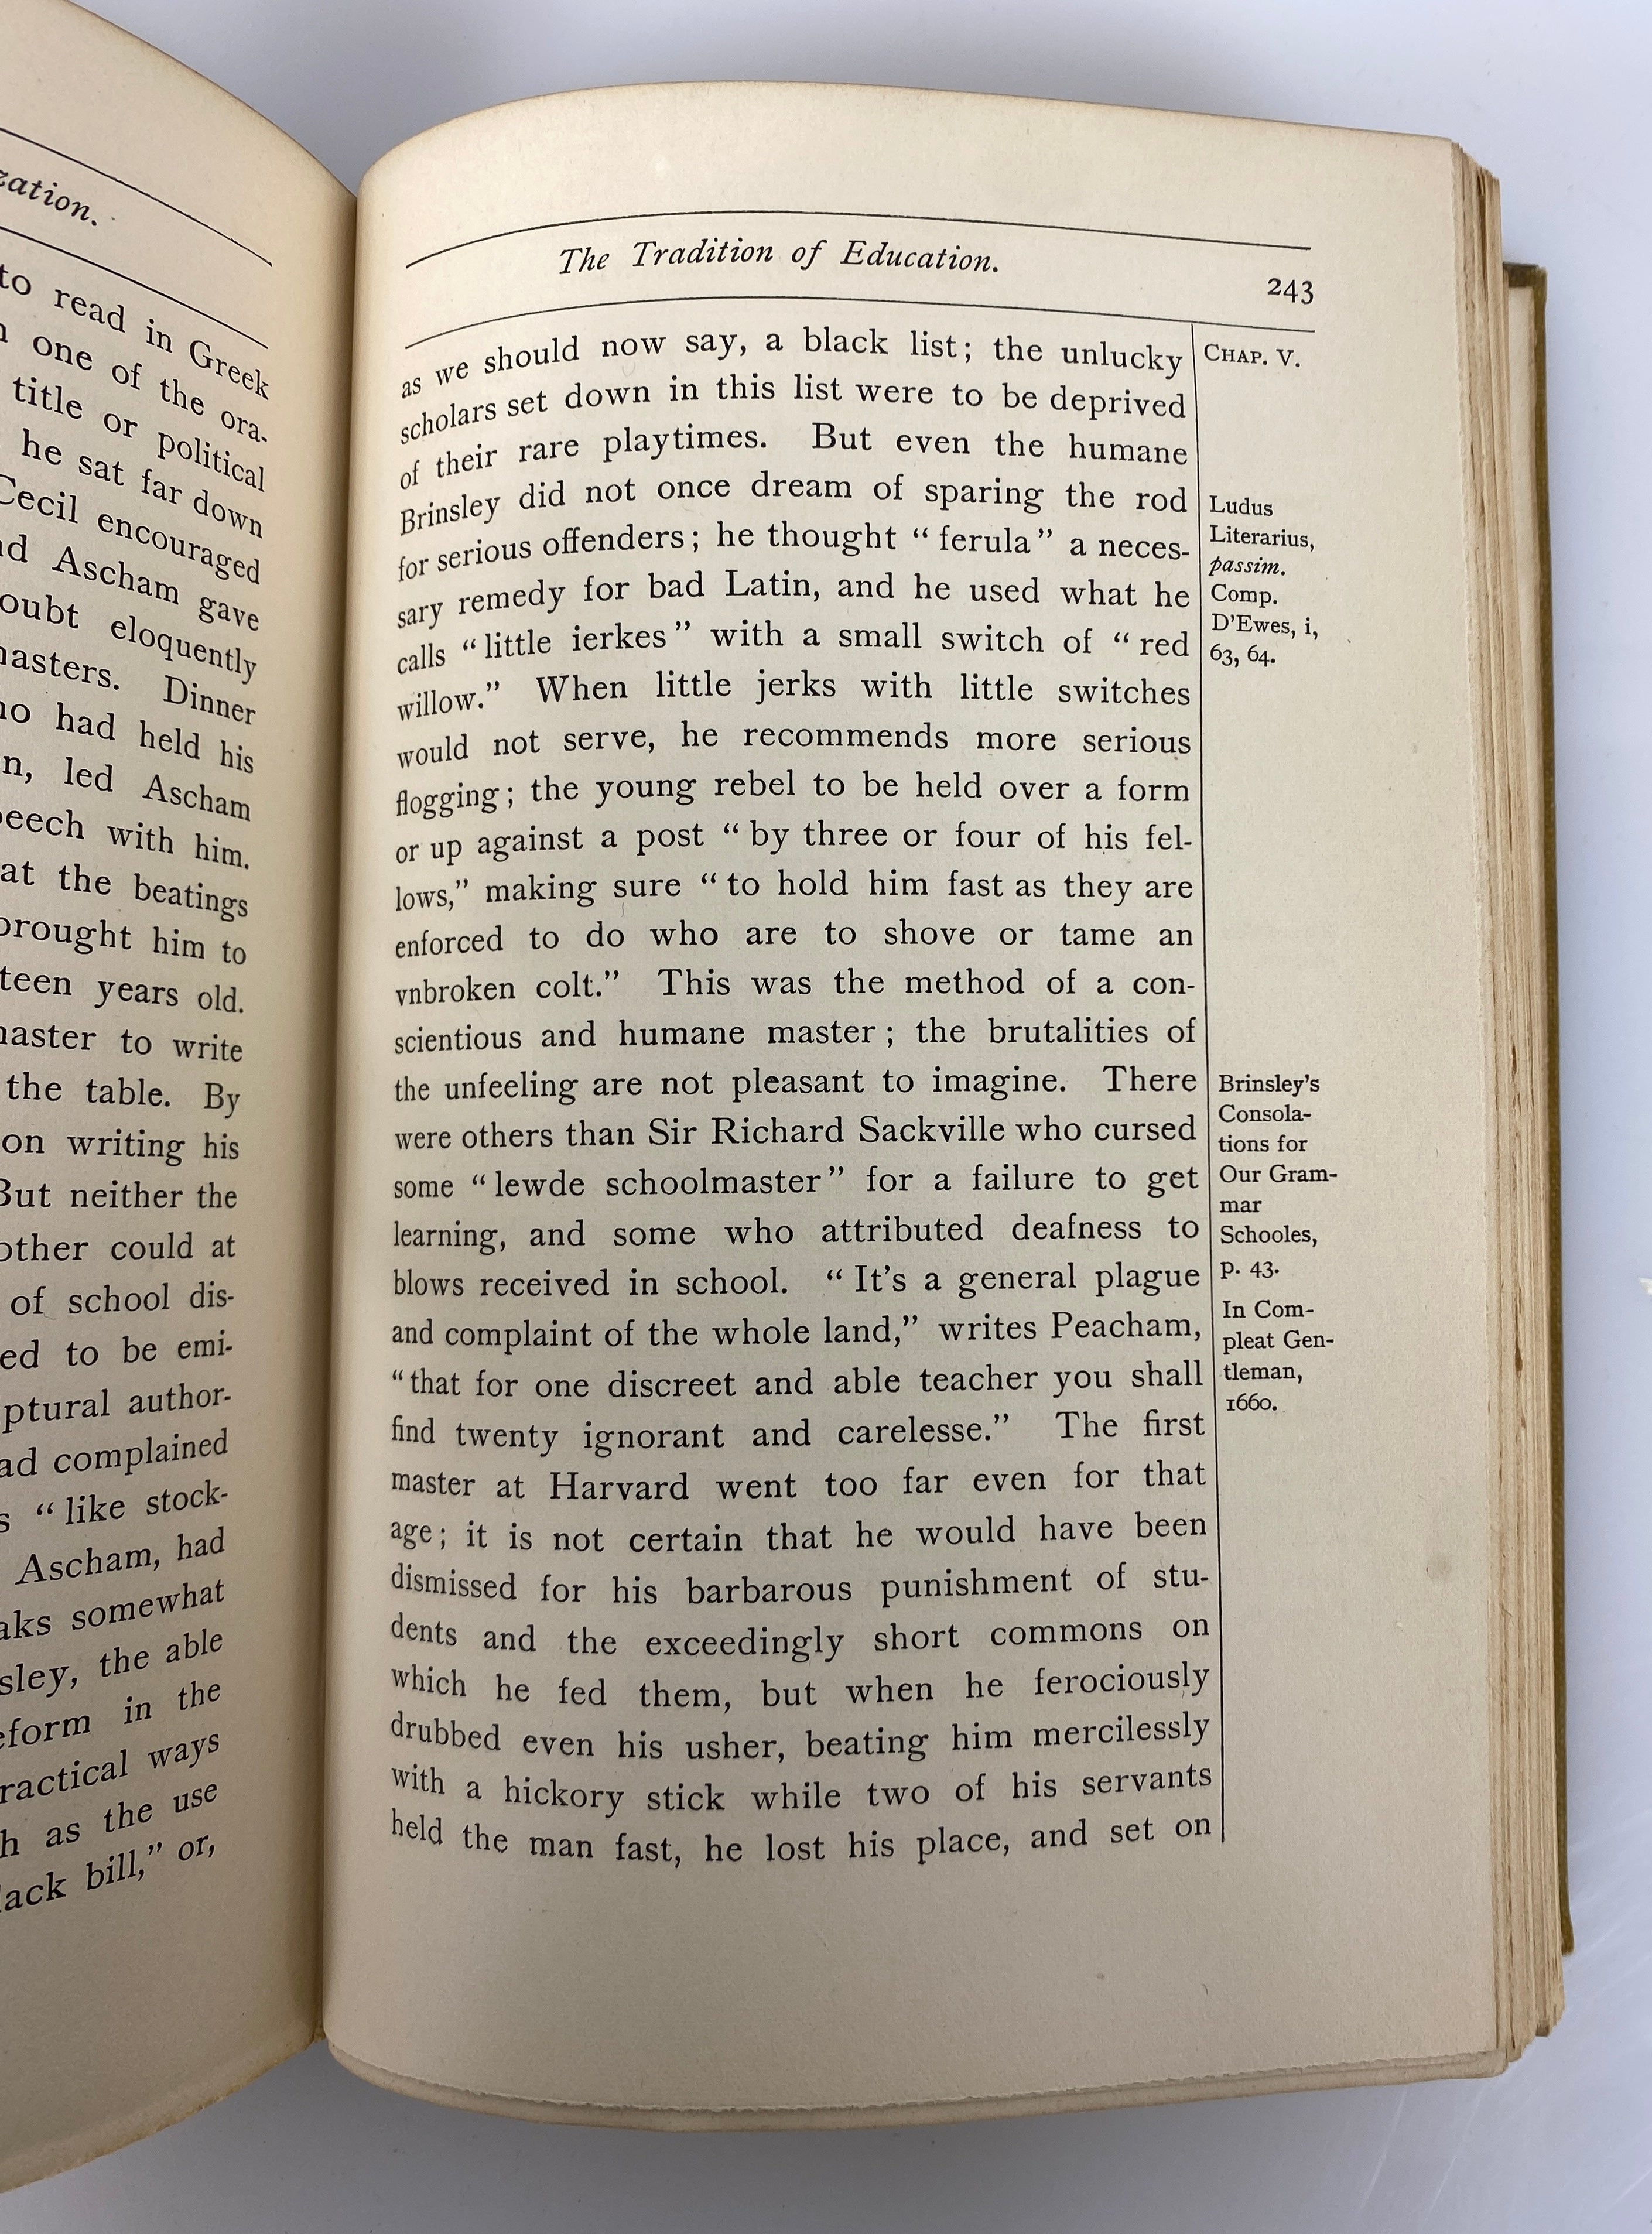 zation.
to read in Greek
one of the ora-
title or political
he sat far down
Cecil encouraged
Ascham gave
eloquently
masters. Dinner
had held his
led Ascham
speech with him.
at the beatings
brought him to
teen years old.
master to write
the table. By
on writing his
But neither the
other could at
of school dis-
ed to be emi-
ptural author-
ad complained
“like stock-
Ascham, had
aks somewhat
sley, the able
eform in the
ractical ways
h as the use
lack bill,” or,
The Tradition of Education.
243
as we should now say, a black list; the unlucky
scholars set down in this list were to be deprived
of their rare playtimes. But even the humane
Brinsley did not once dream of sparing the rod
for serious offenders; he thought “ferula” a neces-
sary remedy for bad Latin, and he used what he
calls “little ierkes” with a small switch of “red
willow.” When little jerks with little switches
would not serve, he recommends more serious
flogging; the young rebel to be held over a form
or up against a post “by three or four of his fel-
lows,” making sure “to hold him fast as they are
enforced to do who are to shove or tame an
vnbroken colt.” This was the method of a con-
scientious and humane master; the brutalities of
the unfeeling are not pleasant to imagine. There
were others than Sir Richard Sackville who cursed
some “lewde schoolmaster” for a failure to get
learning, and some who attributed deafness to
blows received in school. “It’s a general plague
and complaint of the whole land,” writes Peacham,
“that for one discreet and able teacher you shall
find twenty ignorant and carelesse.” The first
master at Harvard went too far even for that
age; it is not certain that he would have been
dismissed for his barbarous punishment of stu-
dents and the exceedingly short commons on
which he fed them, but when he ferociously
drubbed even his usher, beating him mercilessly
with a hickory stick while two of his servants
held the man fast, he lost his place, and set on
CHAP. V.
Ludus
Literarius,
passim.
Comp.
D’Ewes, i,
63, 64.
Brinsley’s
Consola-
tions for
Our Gram-
mar
Schooles,
p. 43.
In Com-
pleat Gen-
tleman,
1660.